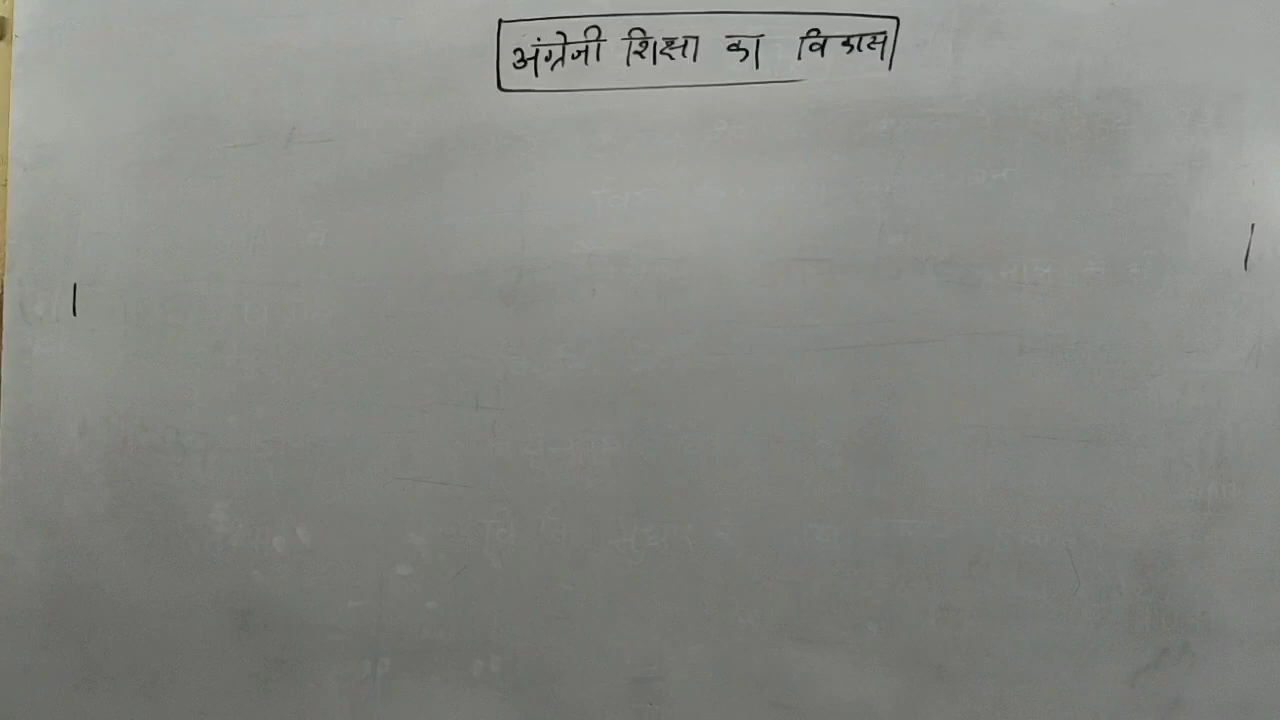 अंग्रेजी शिक्षा का विकास